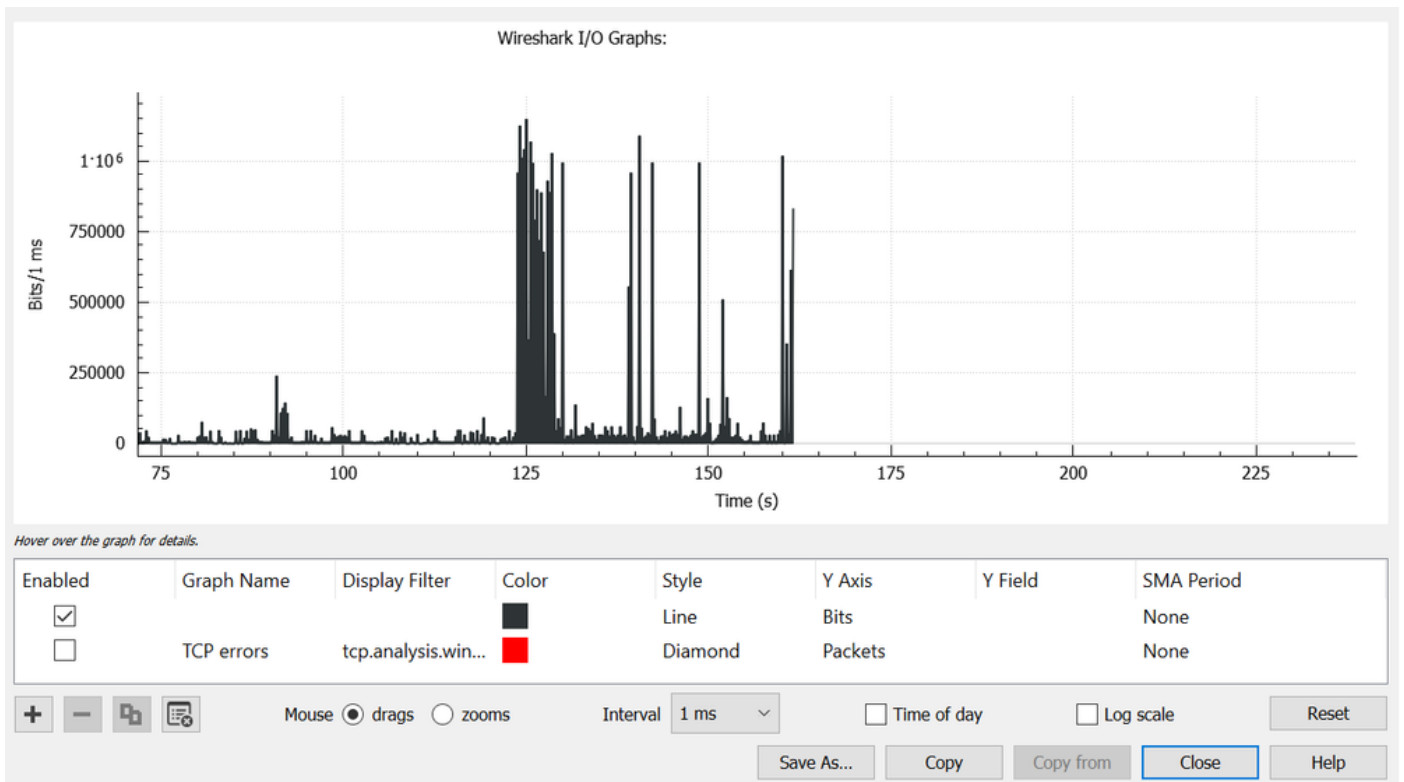 Wireshark I/O Graphs:
1·10⁶
750000
500000
250000
0
Bits/1 ms
75 100 125 150 175 200 225
Time (s)
Hover over the graph for details.
Enabled Graph Name Display Filter Color Style Y Axis Y Field SMA Period
Line Bits None
TCP errors tcp.analysis.win... Diamond Packets None
Mouse drags zooms Interval 1 ms Time of day Log scale Reset
Save As... Copy Copy from Close Help